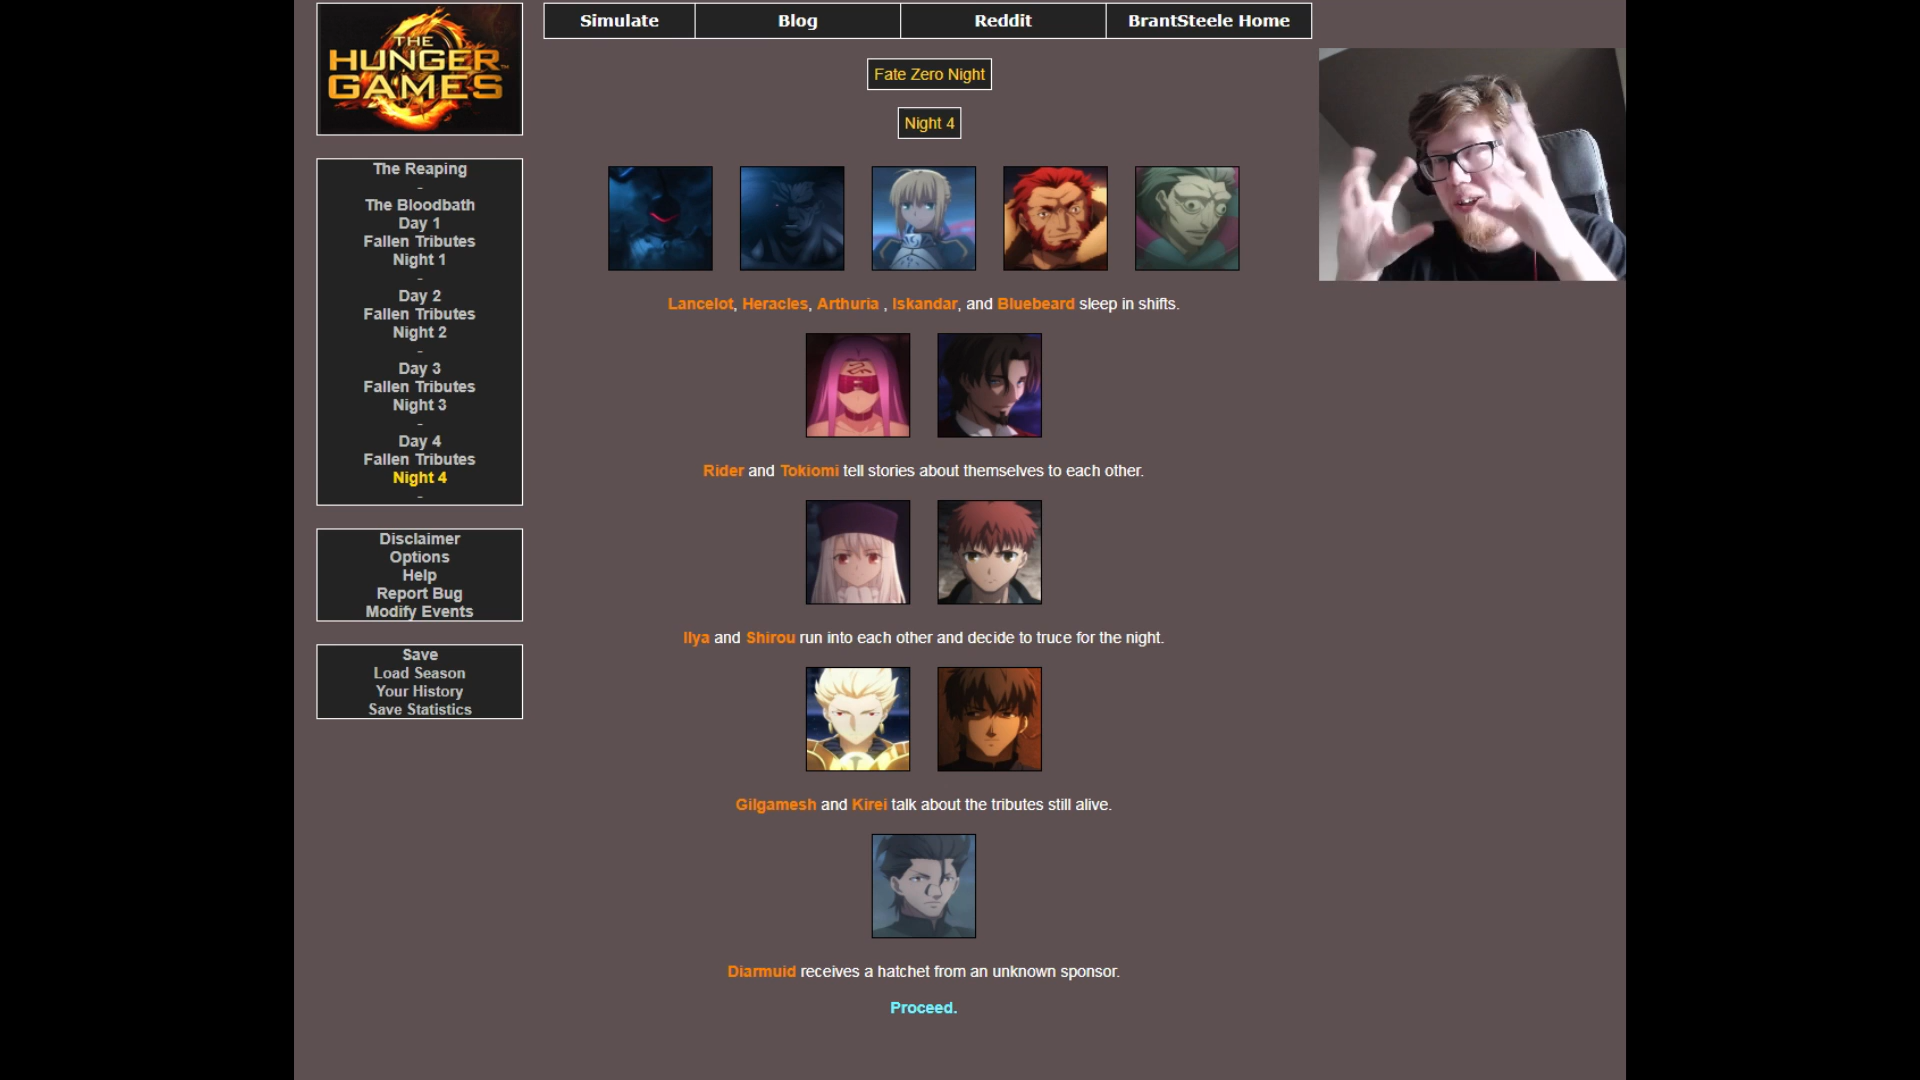 THE
HUNGER
GAMES
Simulate
Blog
Reddit
BrantSteele Home
Fate Zero Night
Night 4
The Reaping
-
The Bloodbath
Day 1
Fallen Tributes
Night 1
-
Day 2
Fallen Tributes
Night 2
-
Day 3
Fallen Tributes
Night 3
-
Day 4
Fallen Tributes
Night 4
-
Disclaimer
Options
Help
Report Bug
Modify Events
Save
Load Season
Your History
Save Statistics
Lancelot, Heracles, Arthuria , Iskandar, and Bluebeard sleep in shifts.
Rider and Tokiomi tell stories about themselves to each other.
Ilya and Shirou run into each other and decide to truce for the night.
Gilgamesh and Kirei talk about the tributes still alive.
Diarmuid receives a hatchet from an unknown sponsor.
Proceed.